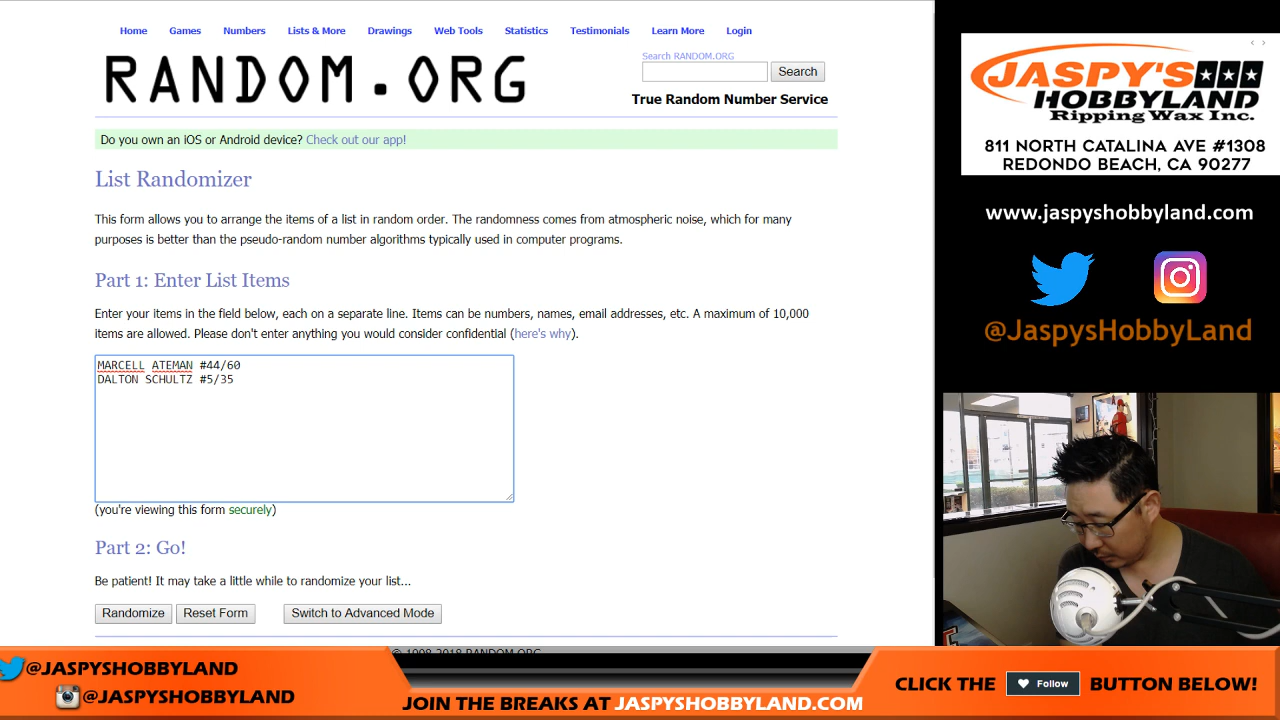 Home Games Numbers Lists & More Drawings Web Tools Statistics Testimonials Learn More Login
RANDOM.ORG
Search RANDOM.ORG
Search
True Random Number Service
Do you own an iOS or Android device? Check out our app!
List Randomizer
This form allows you to arrange the items of a list in random order. The randomness comes from atmospheric noise, which for many
purposes is better than the pseudo-random number algorithms typically used in computer programs.
Part 1: Enter List Items
Enter your items in the field below, each on a separate line. Items can be numbers, names, email addresses, etc. A maximum of 10,000
items are allowed. Please don't enter anything you would consider confidential (here's why).
MARCELL ATEMAN #44/60
DALTON SCHULTZ #5/35
(you're viewing this form securely)
Part 2: Go!
Be patient! It may take a little while to randomize your list...
Randomize Reset Form Switch to Advanced Mode
© 1998-2018 RANDOM.ORG
JASPY'S
HOBBYLAND
Ripping Wax Inc.
811 NORTH CATALINA AVE #1308
REDONDO BEACH, CA 90277
www.jaspyshobbyland.com
@JaspysHobbyLand
@JASPYSHOBBYLAND
@JASPYSHOBBYLAND
JOIN THE BREAKS AT JASPYSHOBBYLAND.COM
CLICK THE Follow BUTTON BELOW!